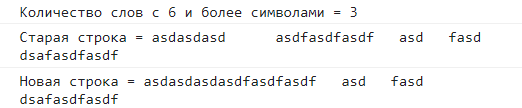 Количество слов с 6 и более символами = 3
Старая строка = asdasdasd      asdfasdfasdf   asd   fasd
dsafasdfasdf
Новая строка = asdasdasdasdfasdfasdf   asd   fasd
dsafasdfasdf